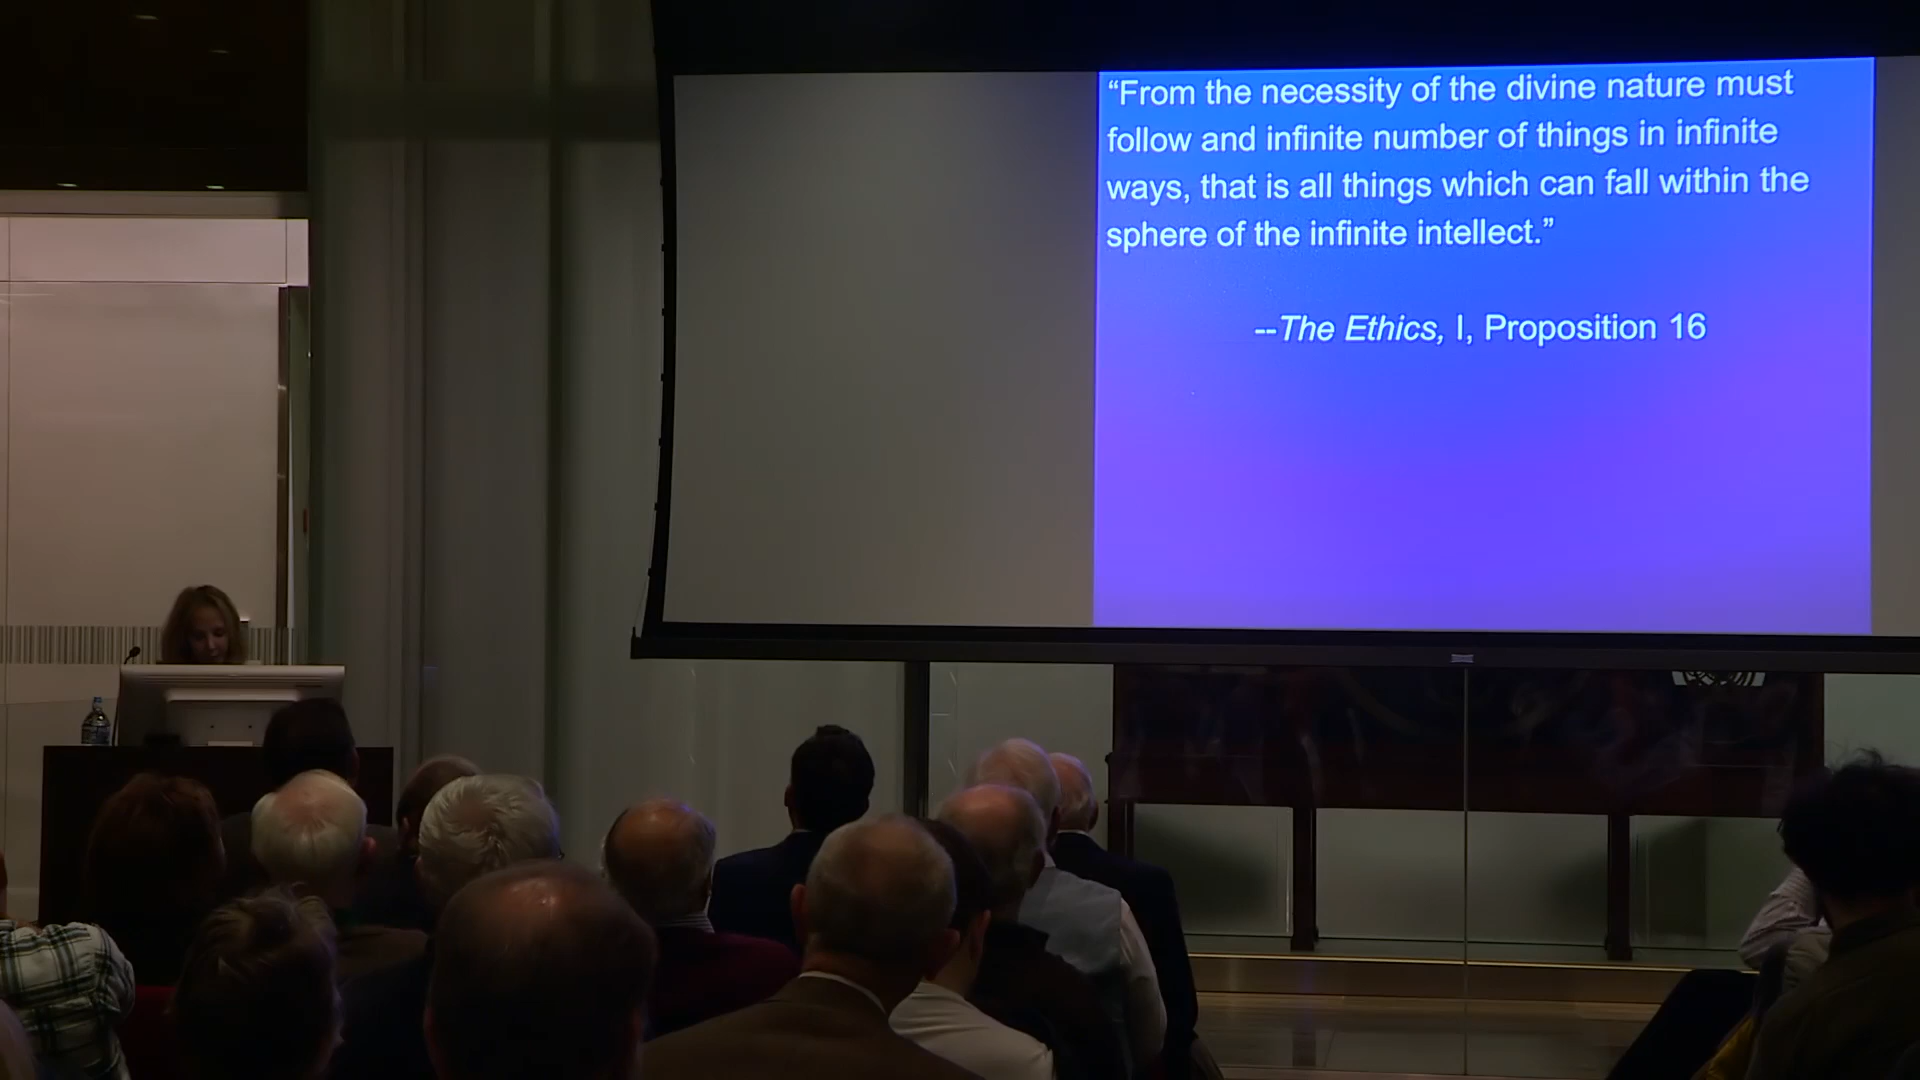 “From the necessity of the divine nature must
follow and infinite number of things in infinite
ways, that is all things which can fall within the
sphere of the infinite intellect.”
--The Ethics, I, Proposition 16